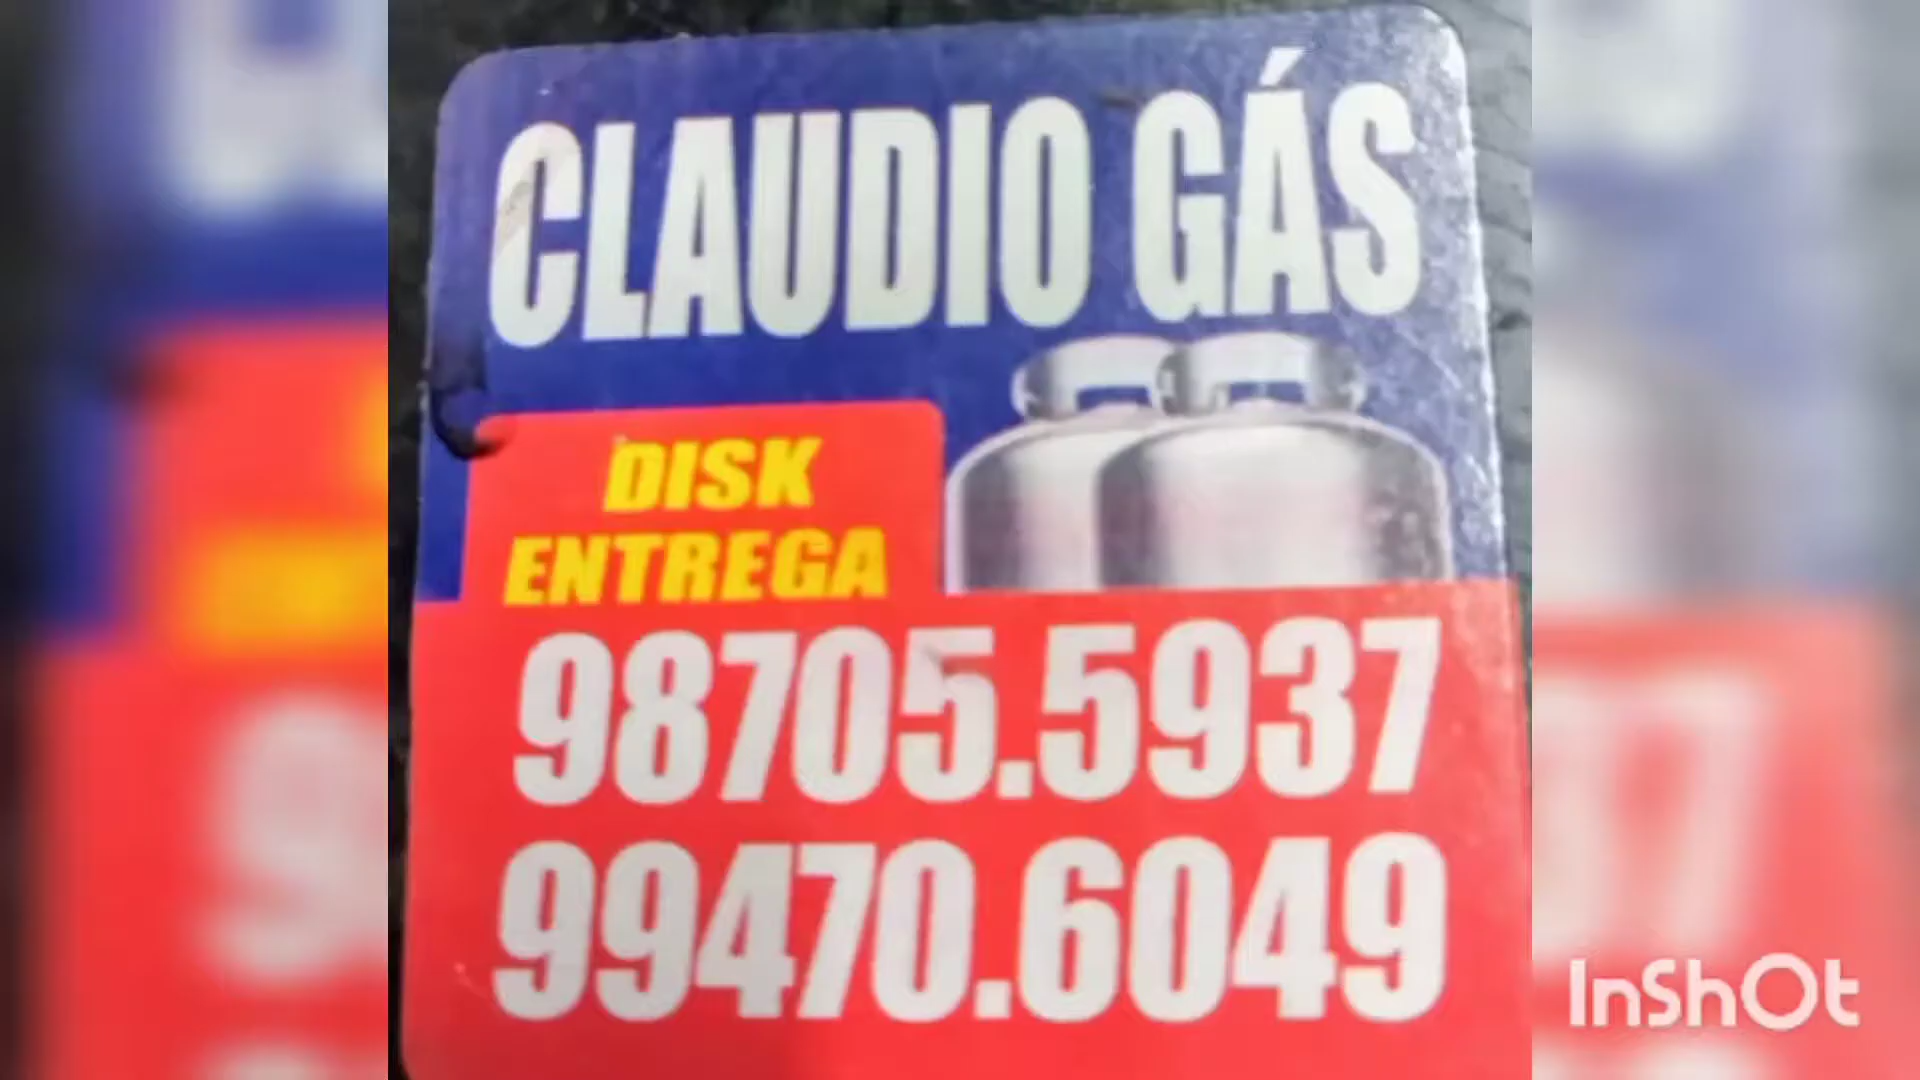 CLAUDIO GÁS
DISK
ENTREGA
98705.5937
99470.6049
InShOt